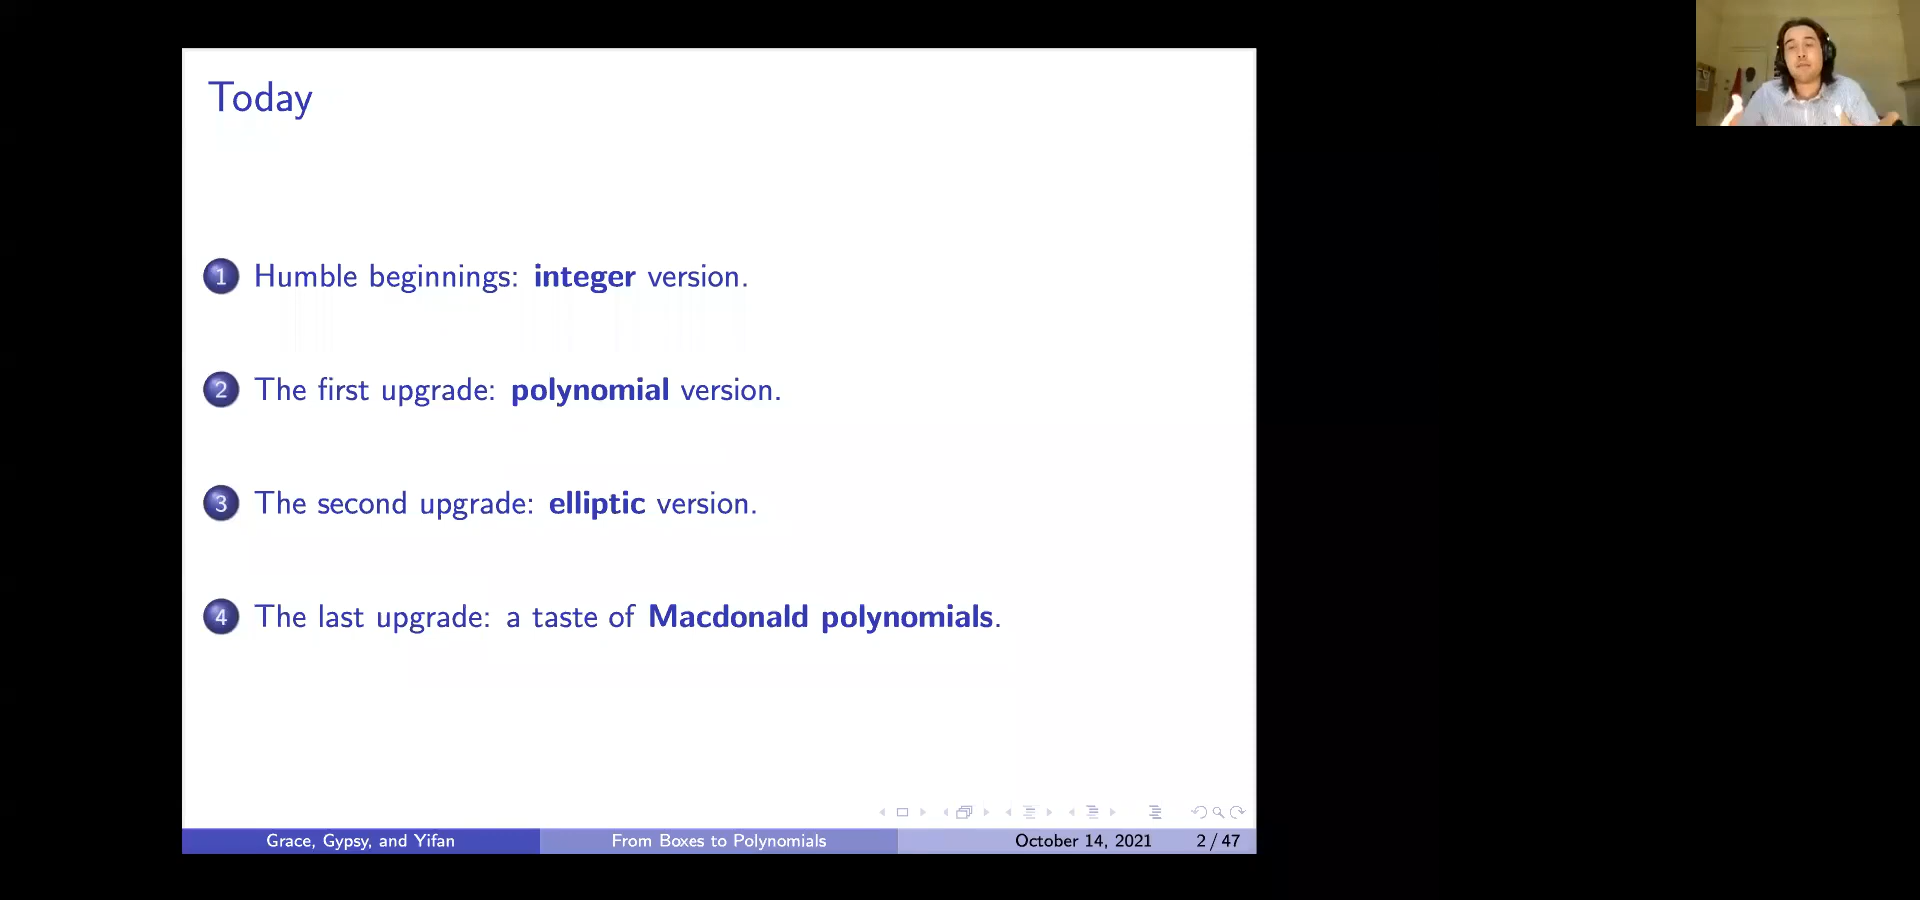 Today
1 Humble beginnings: integer version.
2 The first upgrade: polynomial version.
3 The second upgrade: elliptic version.
4 The last upgrade: a taste of Macdonald polynomials.
Grace, Gypsy, and Yifan
From Boxes to Polynomials
October 14, 2021
2 / 47